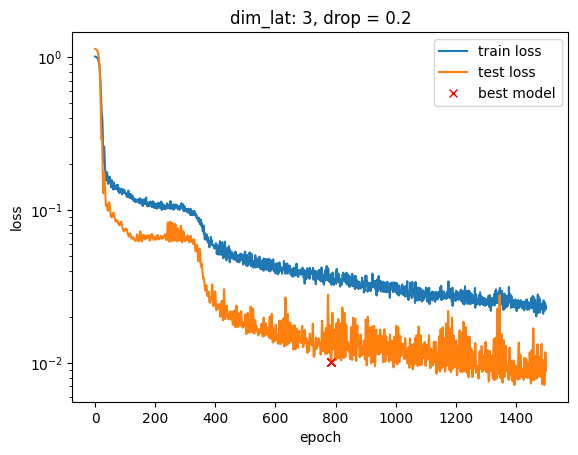 dim_lat: 3, drop = 0.2
train loss
test loss
best model
10⁰
10⁻¹
10⁻²
loss
0 200 400 600 800 1000 1200 1400
epoch